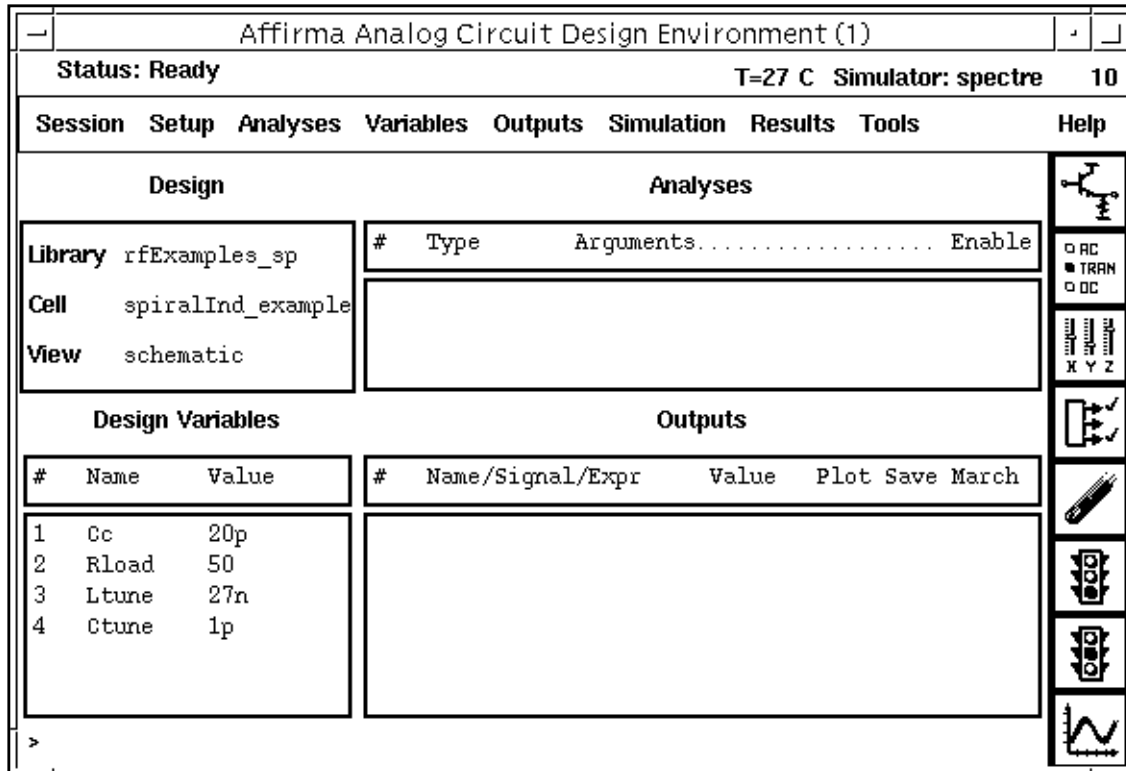 Affirma Analog Circuit Design Environment (1)
Status: Ready T=27 C Simulator: spectre 10
Session Setup Analyses Variables Outputs Simulation Results Tools Help
Design Analyses
Library rfExamples_sp
Cell spiralInd_example
View schematic
# Type Arguments................... Enable
AC
TRAN
DC
X Y Z
Design Variables Outputs
# Name Value
1 Cc 20p
2 Rload 50
3 Ltune 27n
4 Ctune 1p
# Name/Signal/Expr Value Plot Save March
>